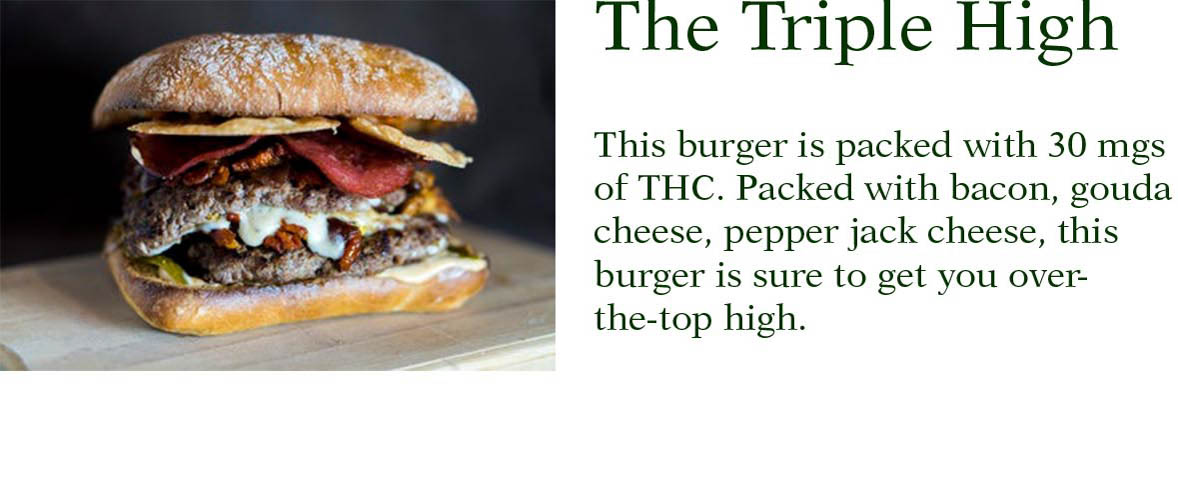 The Triple High
This burger is packed with 30 mgs
of THC. Packed with bacon, gouda
cheese, pepper jack cheese, this
burger is sure to get you over-
the-top high.